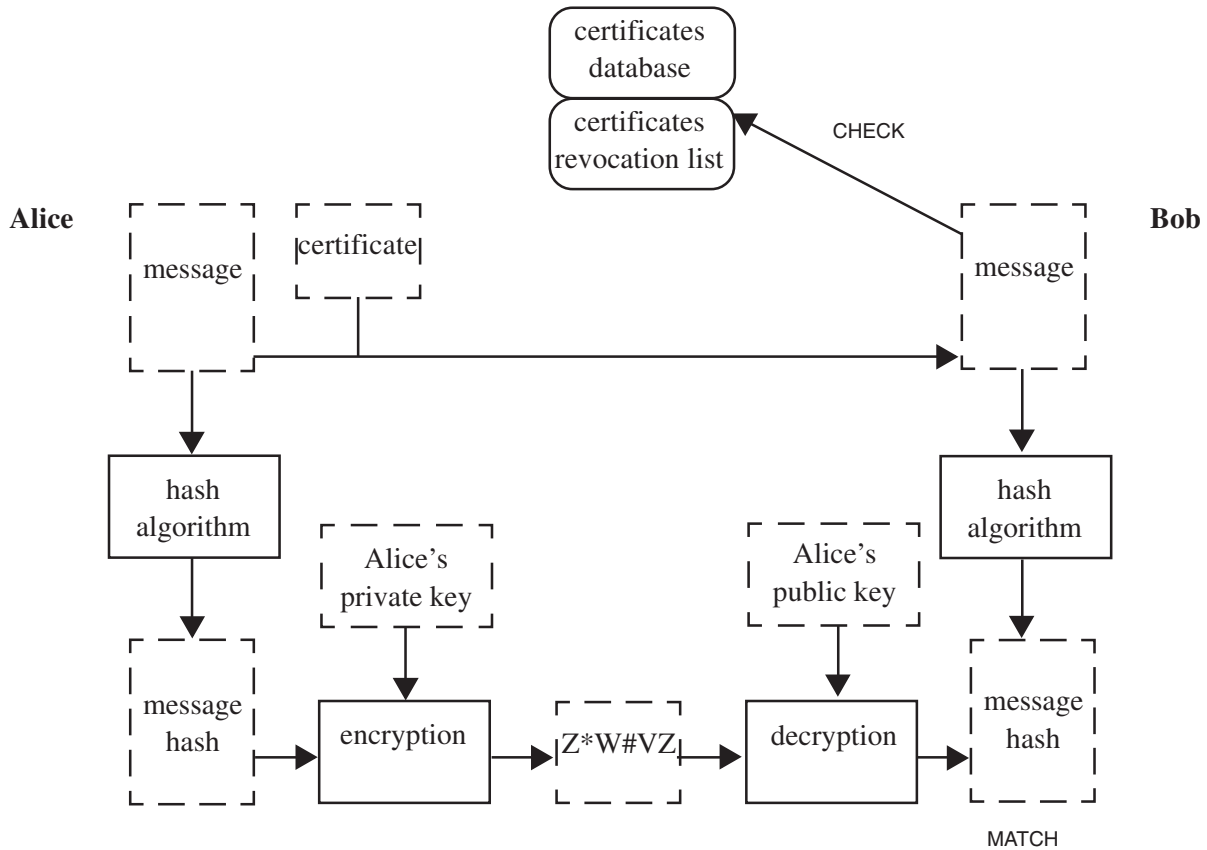 certificates
database
certificates
revocation list
CHECK
Alice
message
certificate
message
Bob
hash
algorithm
Alice's
private key
Alice's
public key
hash
algorithm
message
hash
encryption
Z*W#VZ
decryption
message
hash
MATCH